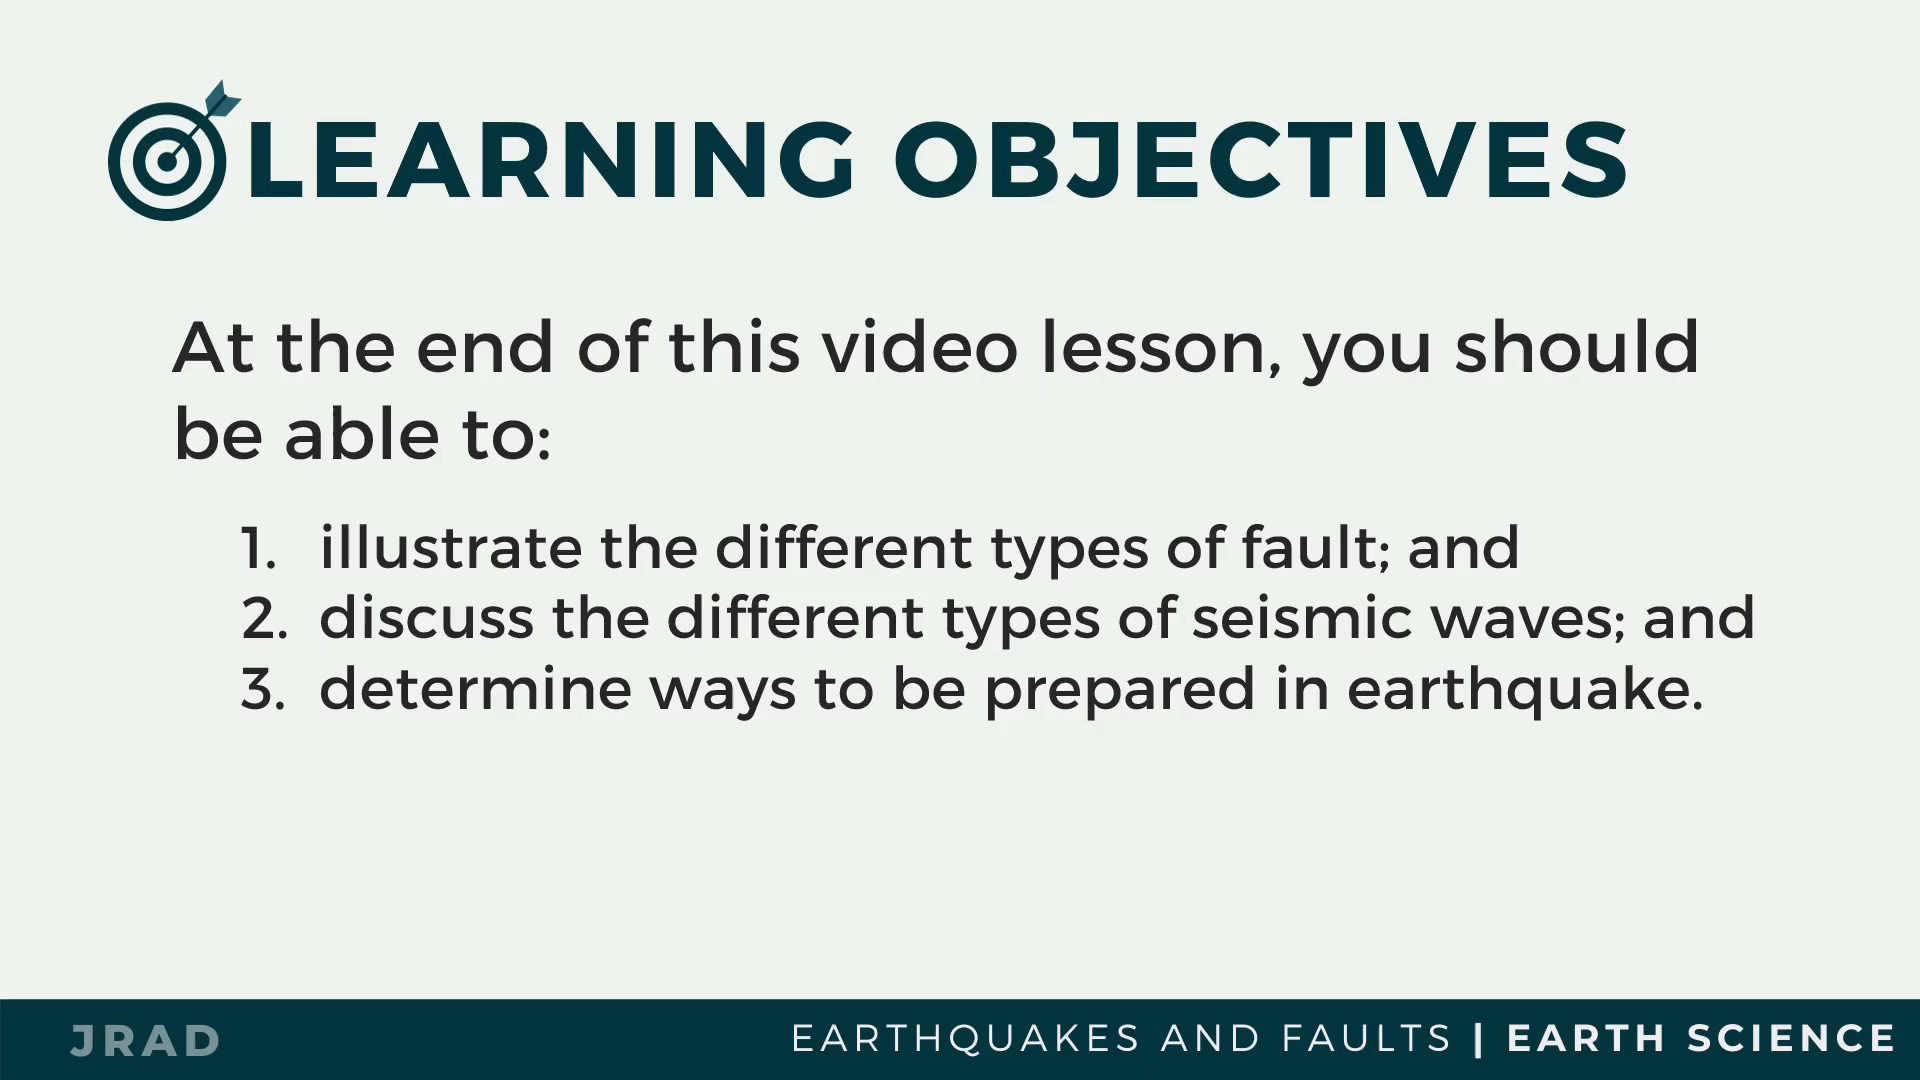 LEARNING OBJECTIVES
At the end of this video lesson, you should
be able to:
1. illustrate the different types of fault; and
2. discuss the different types of seismic waves; and
3. determine ways to be prepared in earthquake.
JRAD
EARTHQUAKES AND FAULTS | EARTH SCIENCE